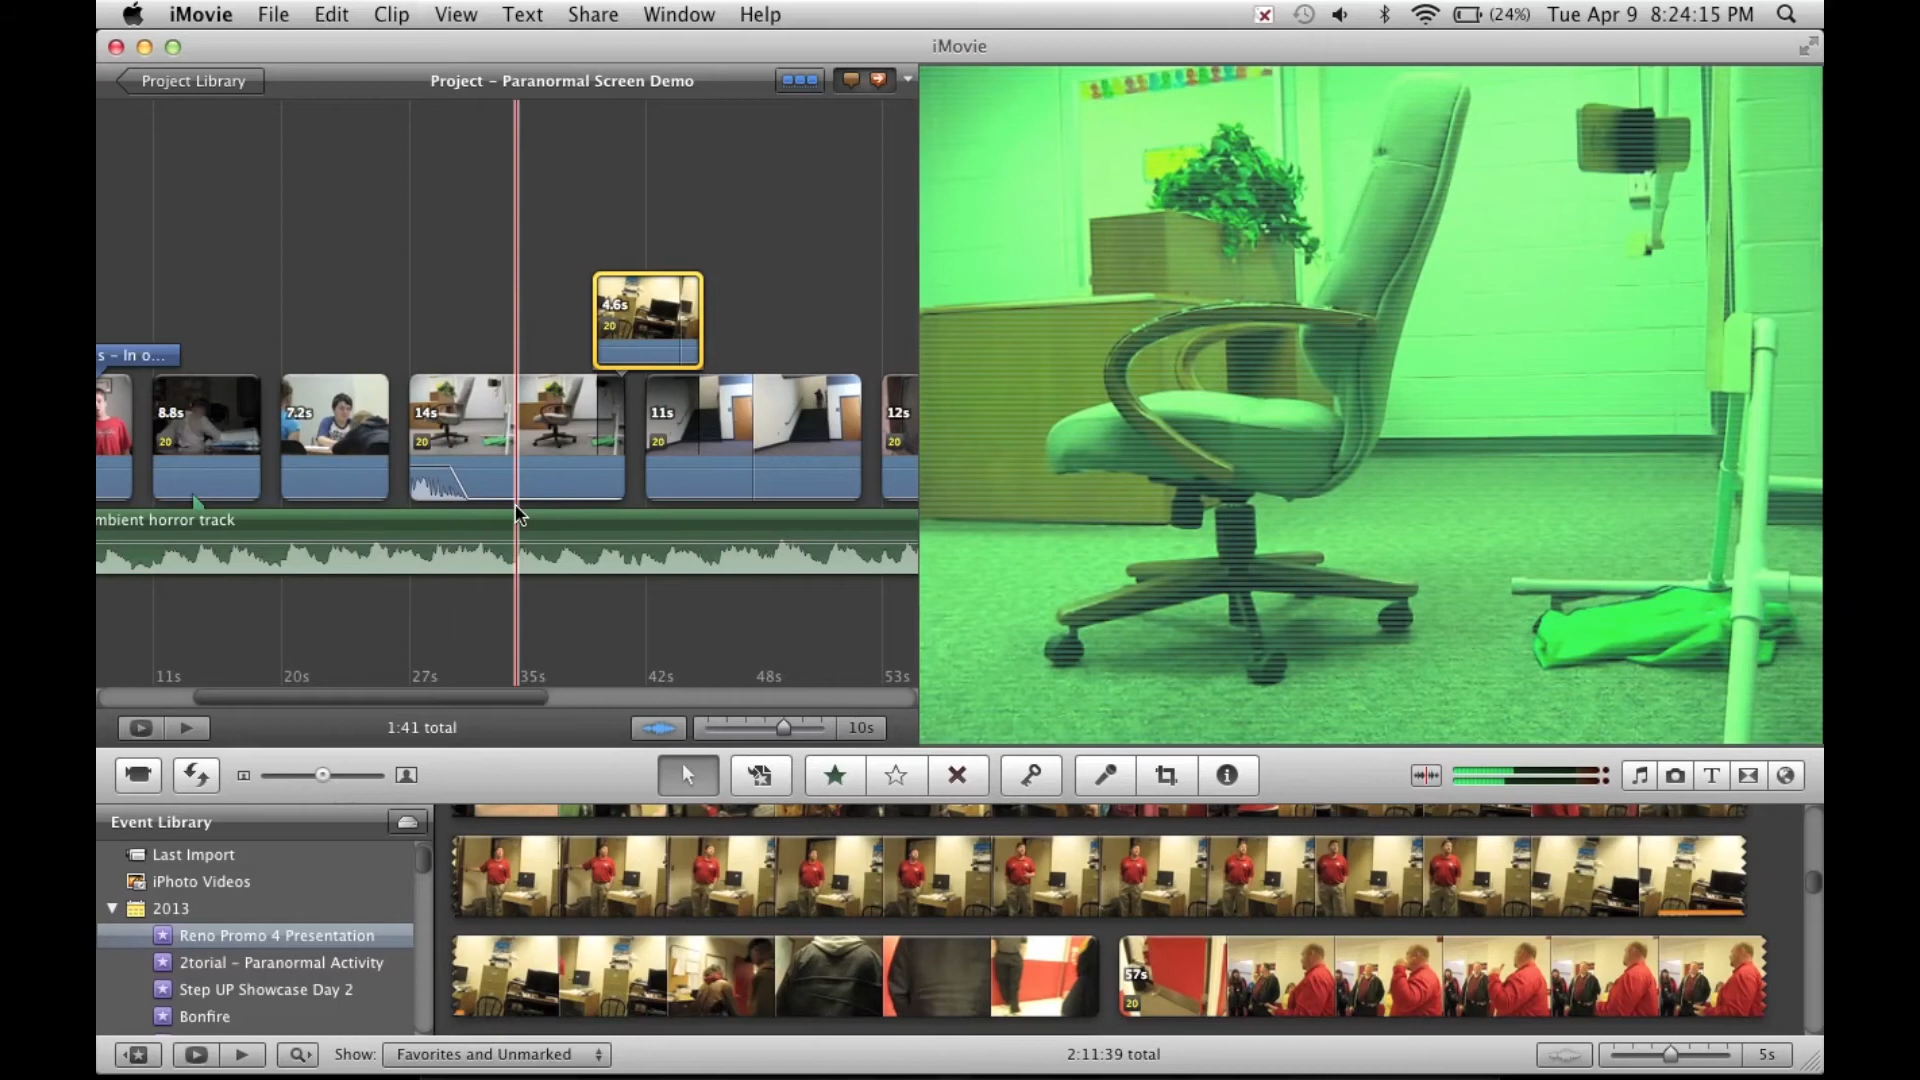 iMovie File Edit Clip View Text Share Window Help (24%) Tue Apr 9 8:24:15 PM
iMovie
Project Library Project - Paranormal Screen Demo
4.6s
20
s - In o...
8.8s 7.2s 14s 11s 12s
20 20 20 20
mbient horror track
11s 20s 27s 35s 42s 48s 53s
1:41 total 10s
Event Library
Last Import
iPhoto Videos
2013
Reno Promo 4 Presentation
2torial - Paranormal Activity
Step UP Showcase Day 2
Bonfire
57s
20
Show: Favorites and Unmarked 2:11:39 total 5s